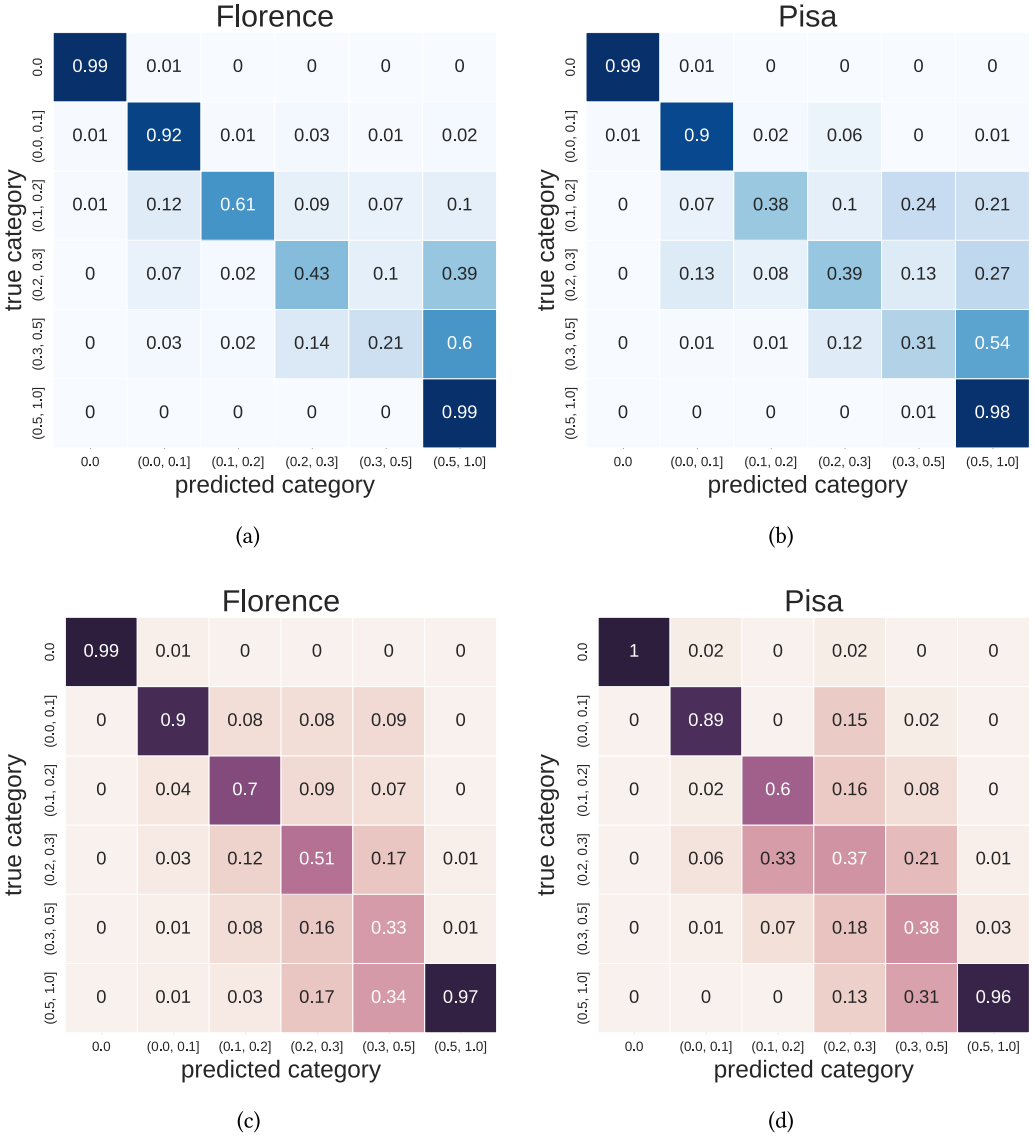 Florence
0.0 0.99 0.01 0 0 0 0
(0.0, 0.1] 0.01 0.92 0.01 0.03 0.01 0.02
(0.1, 0.2] 0.01 0.12 0.61 0.09 0.07 0.1
(0.2, 0.3] 0 0.07 0.02 0.43 0.1 0.39
(0.3, 0.5] 0 0.03 0.02 0.14 0.21 0.6
(0.5, 1.0] 0 0 0 0 0 0.99
true category
0.0 (0.0, 0.1] (0.1, 0.2] (0.2, 0.3] (0.3, 0.5] (0.5, 1.0]
predicted category
(a)
Pisa
0.0 0.99 0.01 0 0 0 0
(0.0, 0.1] 0.01 0.9 0.02 0.06 0 0.01
(0.1, 0.2] 0 0.07 0.38 0.1 0.24 0.21
(0.2, 0.3] 0 0.13 0.08 0.39 0.13 0.27
(0.3, 0.5] 0 0.01 0.01 0.12 0.31 0.54
(0.5, 1.0] 0 0 0 0 0.01 0.98
true category
0.0 (0.0, 0.1] (0.1, 0.2] (0.2, 0.3] (0.3, 0.5] (0.5, 1.0]
predicted category
(b)
Florence
0.0 0.99 0.01 0 0 0 0
(0.0, 0.1] 0 0.9 0.08 0.08 0.09 0
(0.1, 0.2] 0 0.04 0.7 0.09 0.07 0
(0.2, 0.3] 0 0.03 0.12 0.51 0.17 0.01
(0.3, 0.5] 0 0.01 0.08 0.16 0.33 0.01
(0.5, 1.0] 0 0.01 0.03 0.17 0.34 0.97
true category
0.0 (0.0, 0.1] (0.1, 0.2] (0.2, 0.3] (0.3, 0.5] (0.5, 1.0]
predicted category
(c)
Pisa
0.0 1 0.02 0 0.02 0 0
(0.0, 0.1] 0 0.89 0 0.15 0.02 0
(0.1, 0.2] 0 0.02 0.6 0.16 0.08 0
(0.2, 0.3] 0 0.06 0.33 0.37 0.21 0.01
(0.3, 0.5] 0 0.01 0.07 0.18 0.38 0.03
(0.5, 1.0] 0 0 0 0.13 0.31 0.96
true category
0.0 (0.0, 0.1] (0.1, 0.2] (0.2, 0.3] (0.3, 0.5] (0.5, 1.0]
predicted category
(d)